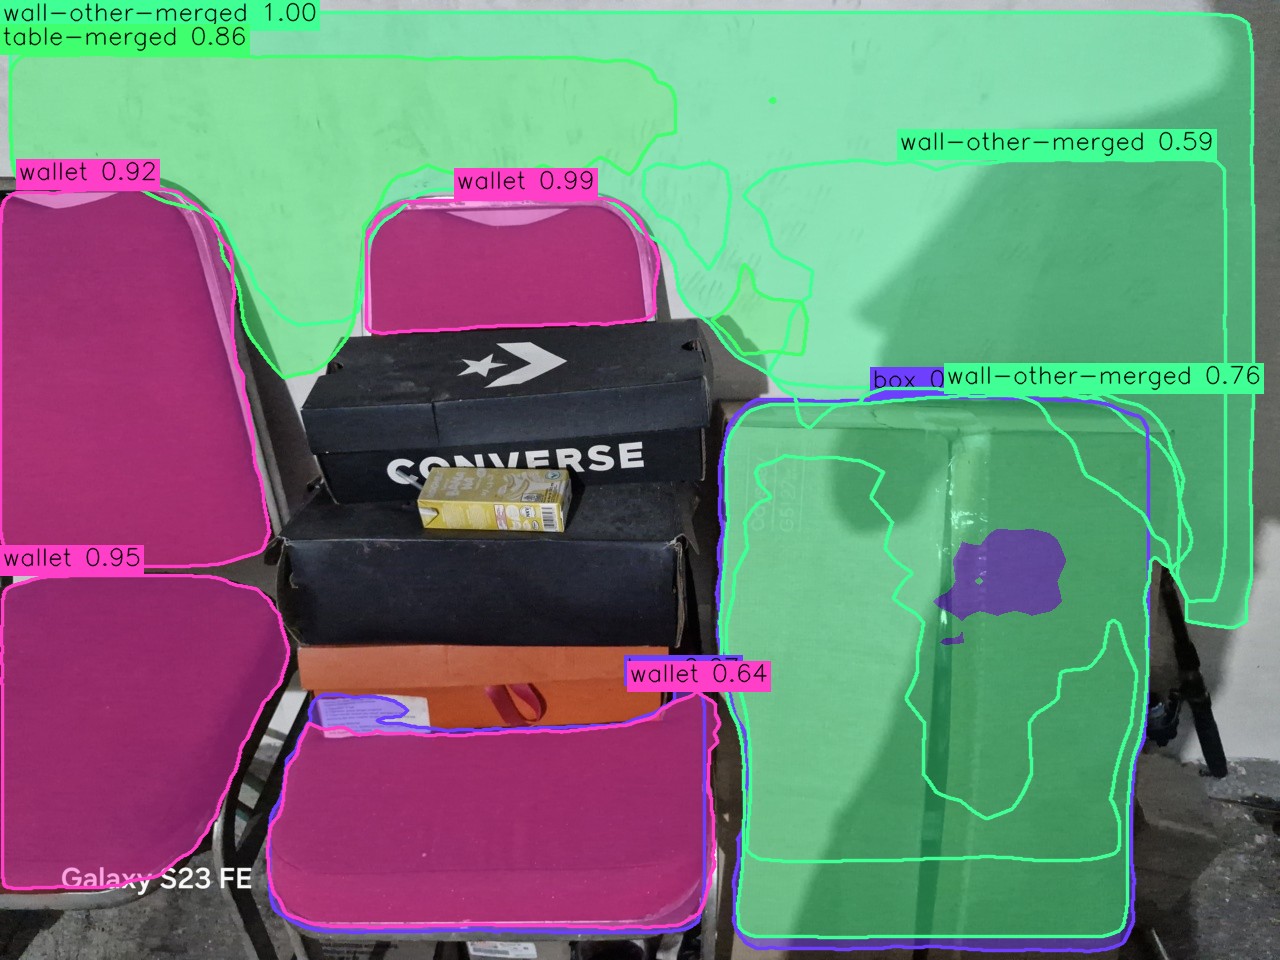 wall-other-merged 1.00
table-merged 0.86
wall-other-merged 0.59
wallet 0.92
wallet 0.99
box 0
wall-other-merged 0.76
CONVERSE
wallet 0.95
wallet 0.64
Galaxy S23 FE